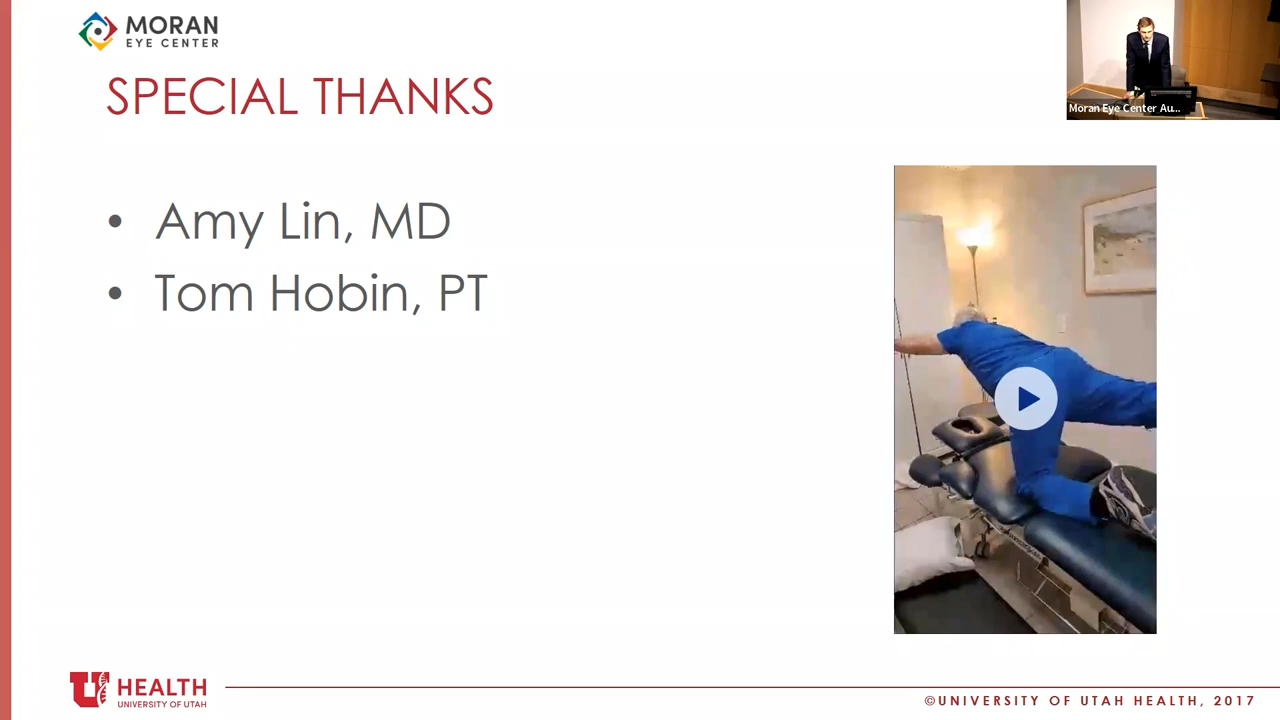 MORAN
EYE CENTER
SPECIAL THANKS
Moran Eye Center Au...
• Amy Lin, MD
• Tom Hobin, PT
U HEALTH
UNIVERSITY OF UTAH
©UNIVERSITY OF UTAH HEALTH, 2017